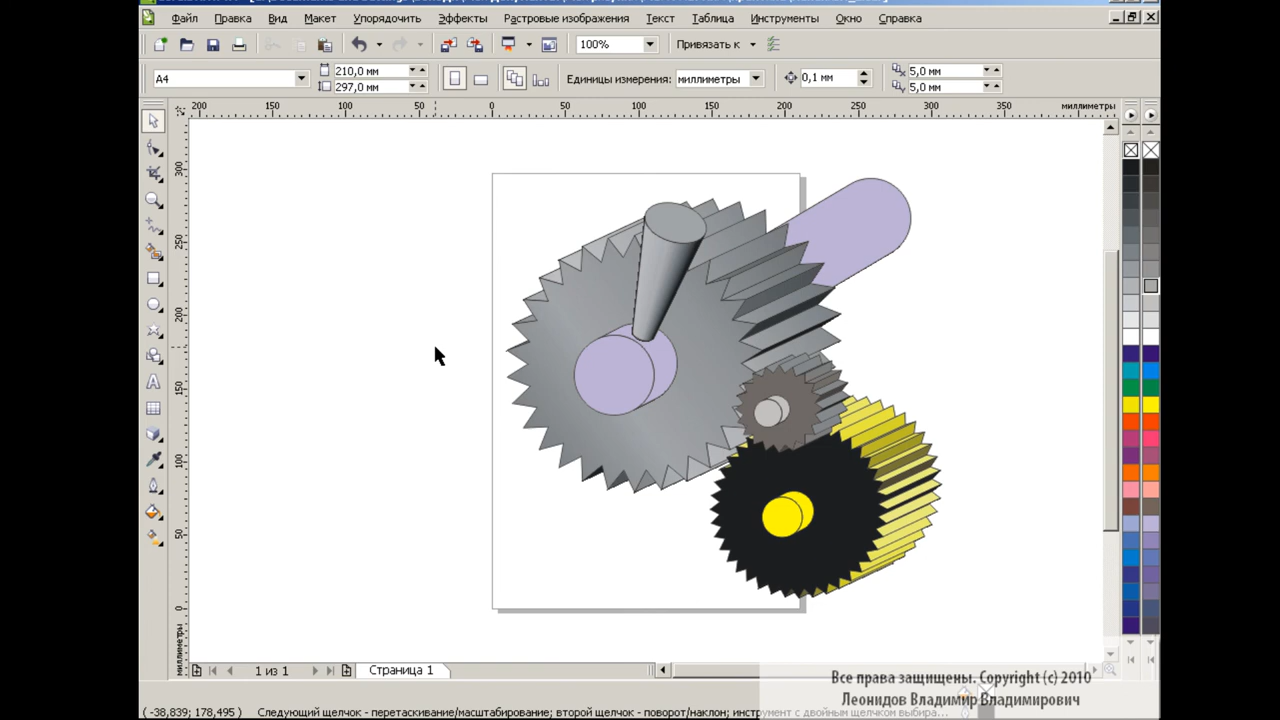 Файл Правка Вид Макет Упорядочить Эффекты Растровые изображения Текст Таблица Инструменты Окно Справка
100% Привязать к
A4 210,0 мм 297,0 мм Единицы измерения: миллиметры 0,1 мм 5,0 мм 5,0 мм
200 150 100 50 0 50 100 150 200 250 300 350 миллиметры
300
250
200
150
100
50
0
миллиметры
1 из 1 Страница 1
Все права защищены. Copyright (c) 2010
Леонидов Владимир Владимирович
( -38,839; 178,495 ) Следующий щелчок - перетаскивание/масштабирование; второй щелчок - поворот/наклон; инструмент с двойным щелчком выбира...